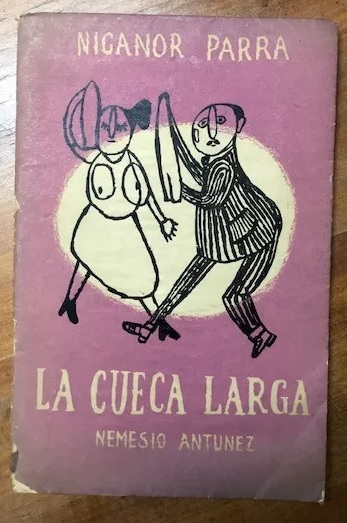 NICANOR PARRA
LA CUECA LARGA
NEMESIO ANTUNEZ